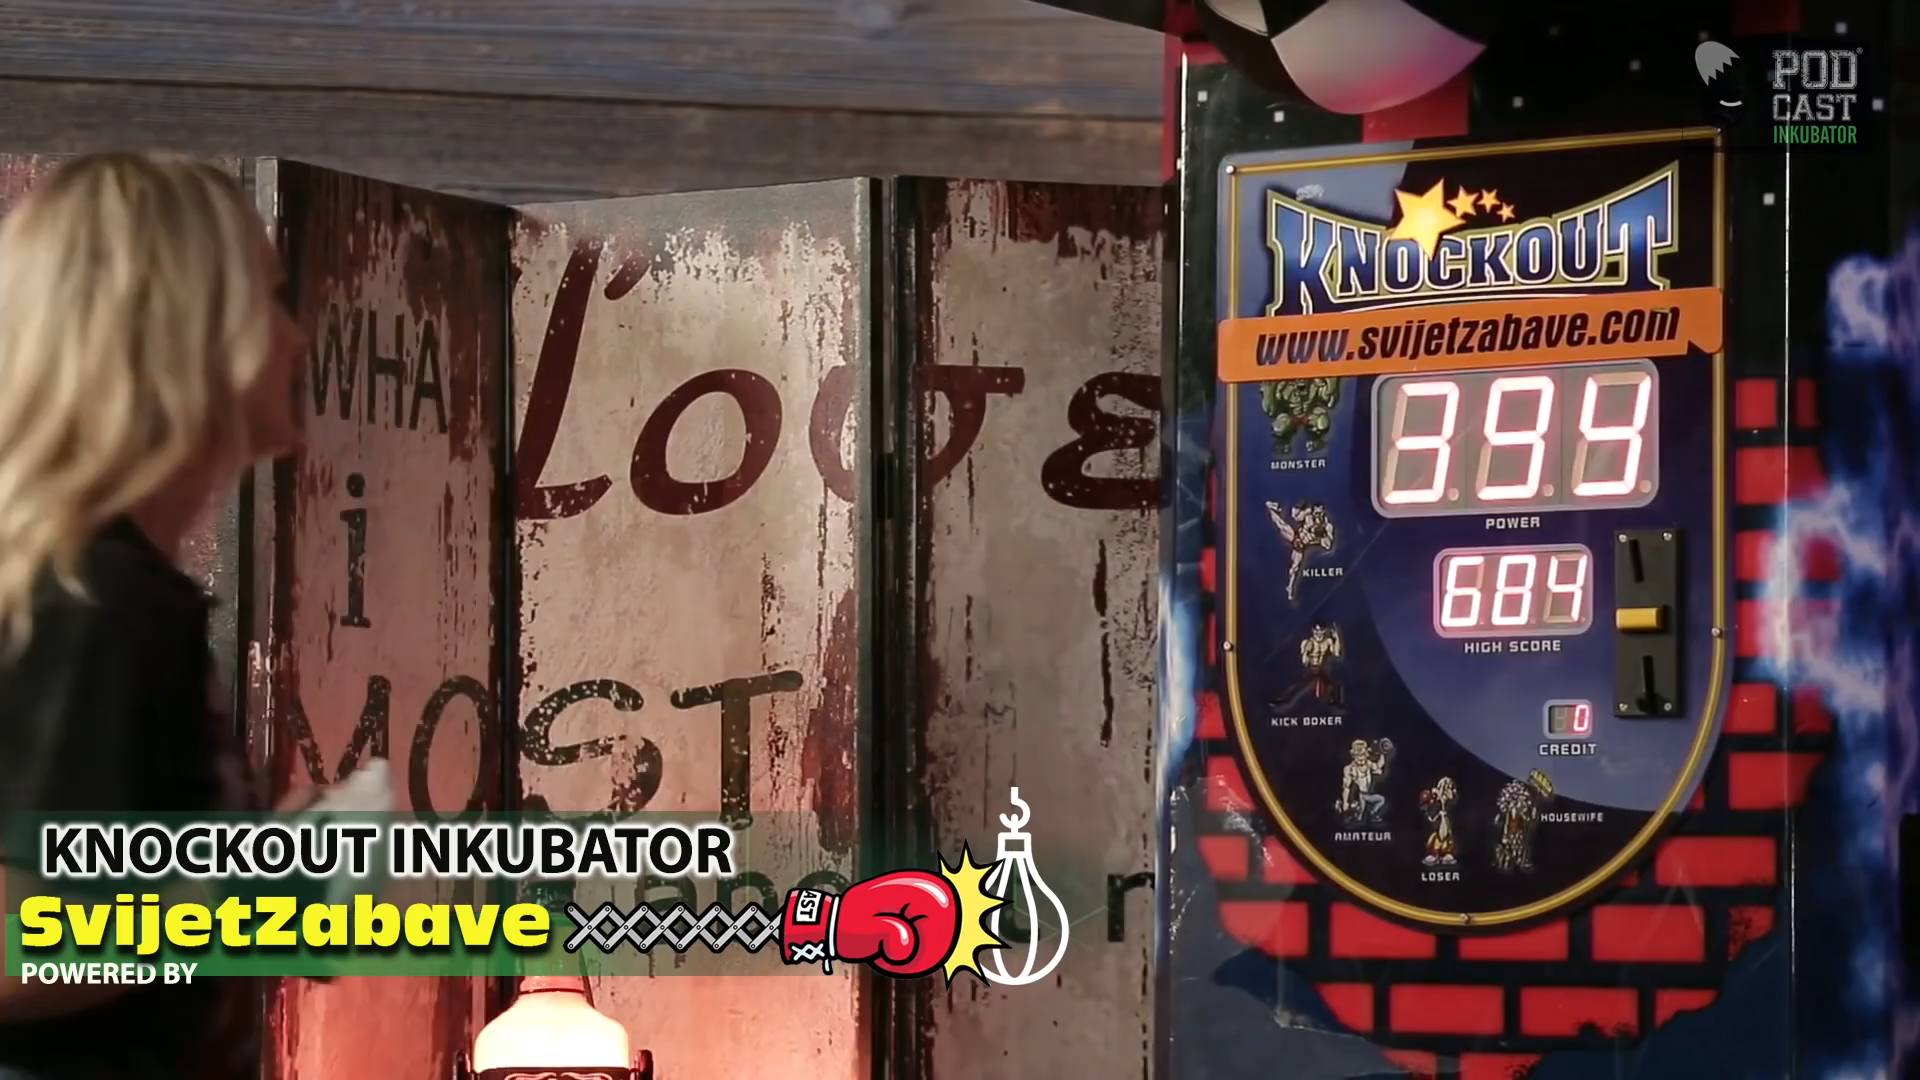 POD
CAST
INKUBATOR
KNOCKOUT
www.svijetzabave.com
394
POWER
684
HIGH SCORE
0
CREDIT
MONSTER
KILLER
KICK BOXER
AMATEUR
LOSER
HOUSEWIFE
WHA
i
MOST
KNOCKOUT INKUBATOR
SvijetZabave
POWERED BY